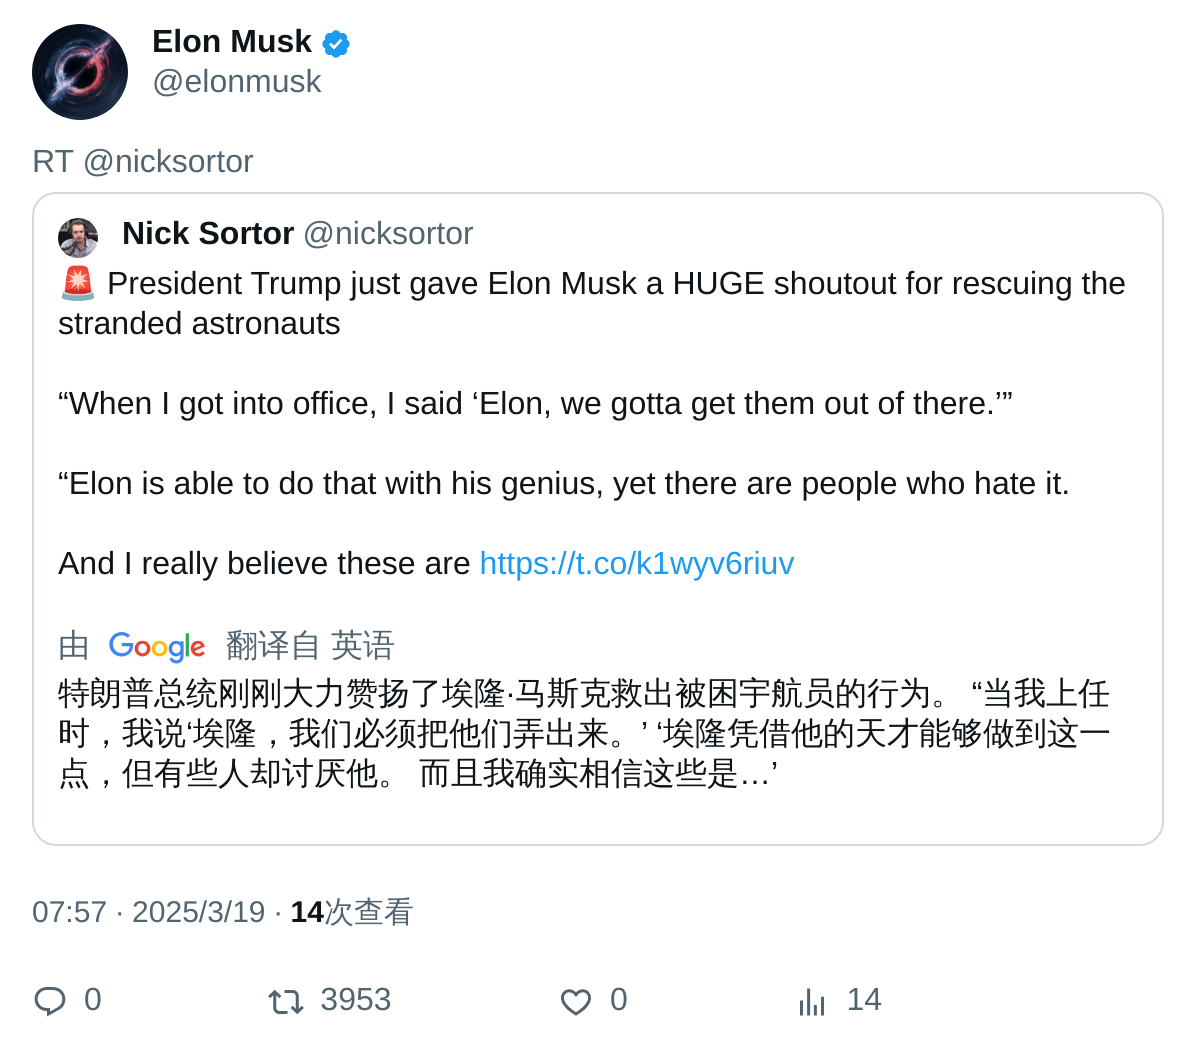 Elon Musk
@elonmusk
RT @nicksortor
Nick Sortor @nicksortor
🚨 President Trump just gave Elon Musk a HUGE shoutout for rescuing the
stranded astronauts
“When I got into office, I said ‘Elon, we gotta get them out of there.’”
“Elon is able to do that with his genius, yet there are people who hate it.
And I really believe these are https://t.co/k1wyv6riuv
由 Google 翻译自 英语
特朗普总统刚刚大力赞扬了埃隆·马斯克救出被困宇航员的行为。 “当我上任
时，我说‘埃隆，我们必须把他们弄出来。’ ‘埃隆凭借他的天才能够做到这一
点，但有些人却讨厌他。 而且我确实相信这些是…’
07:57 · 2025/3/19 · 14次查看
0 3953 0 14